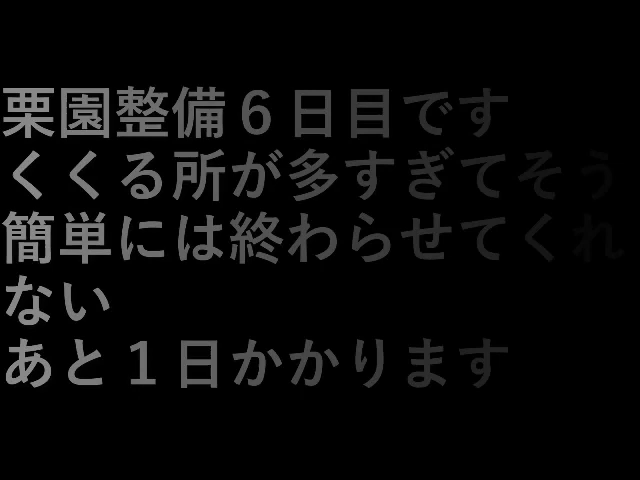 栗園整備６日目です
くくる所が多すぎてそう
簡単には終わらせてくれ
ない
あと１日かかります